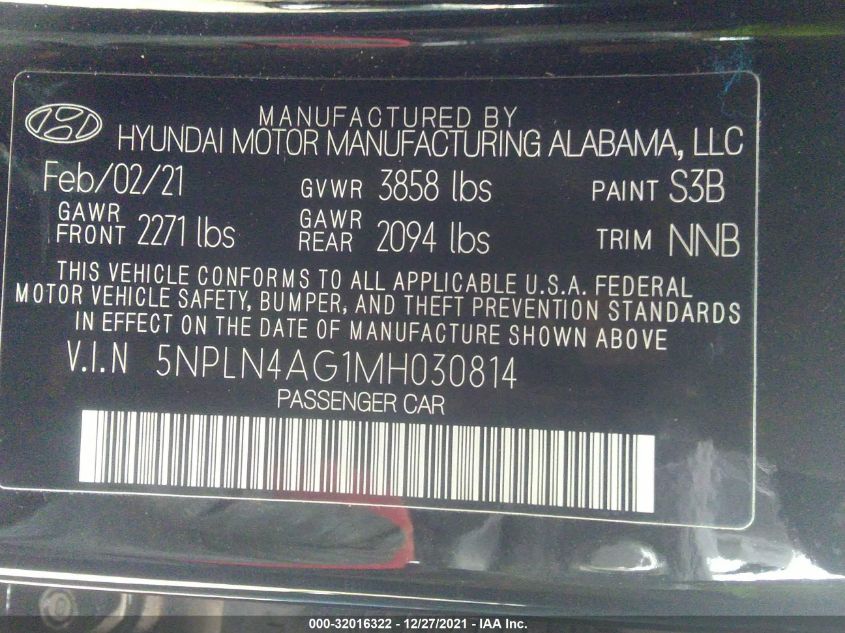 MANUFACTURED BY
HYUNDAI MOTOR MANUFACTURING ALABAMA, LLC
Feb/02/21 GVWR 3858 lbs PAINT S3B
GAWR FRONT 2271 lbs GAWR REAR 2094 lbs TRIM NNB
THIS VEHICLE CONFORMS TO ALL APPLICABLE U.S.A. FEDERAL
MOTOR VEHICLE SAFETY, BUMPER, AND THEFT PREVENTION STANDARDS
IN EFFECT ON THE DATE OF MANUFACTURE SHOWN ABOVE
V.I.N 5NPLN4AG1MH030814
PASSENGER CAR
000-32016322 - 12/27/2021 - IAA Inc.